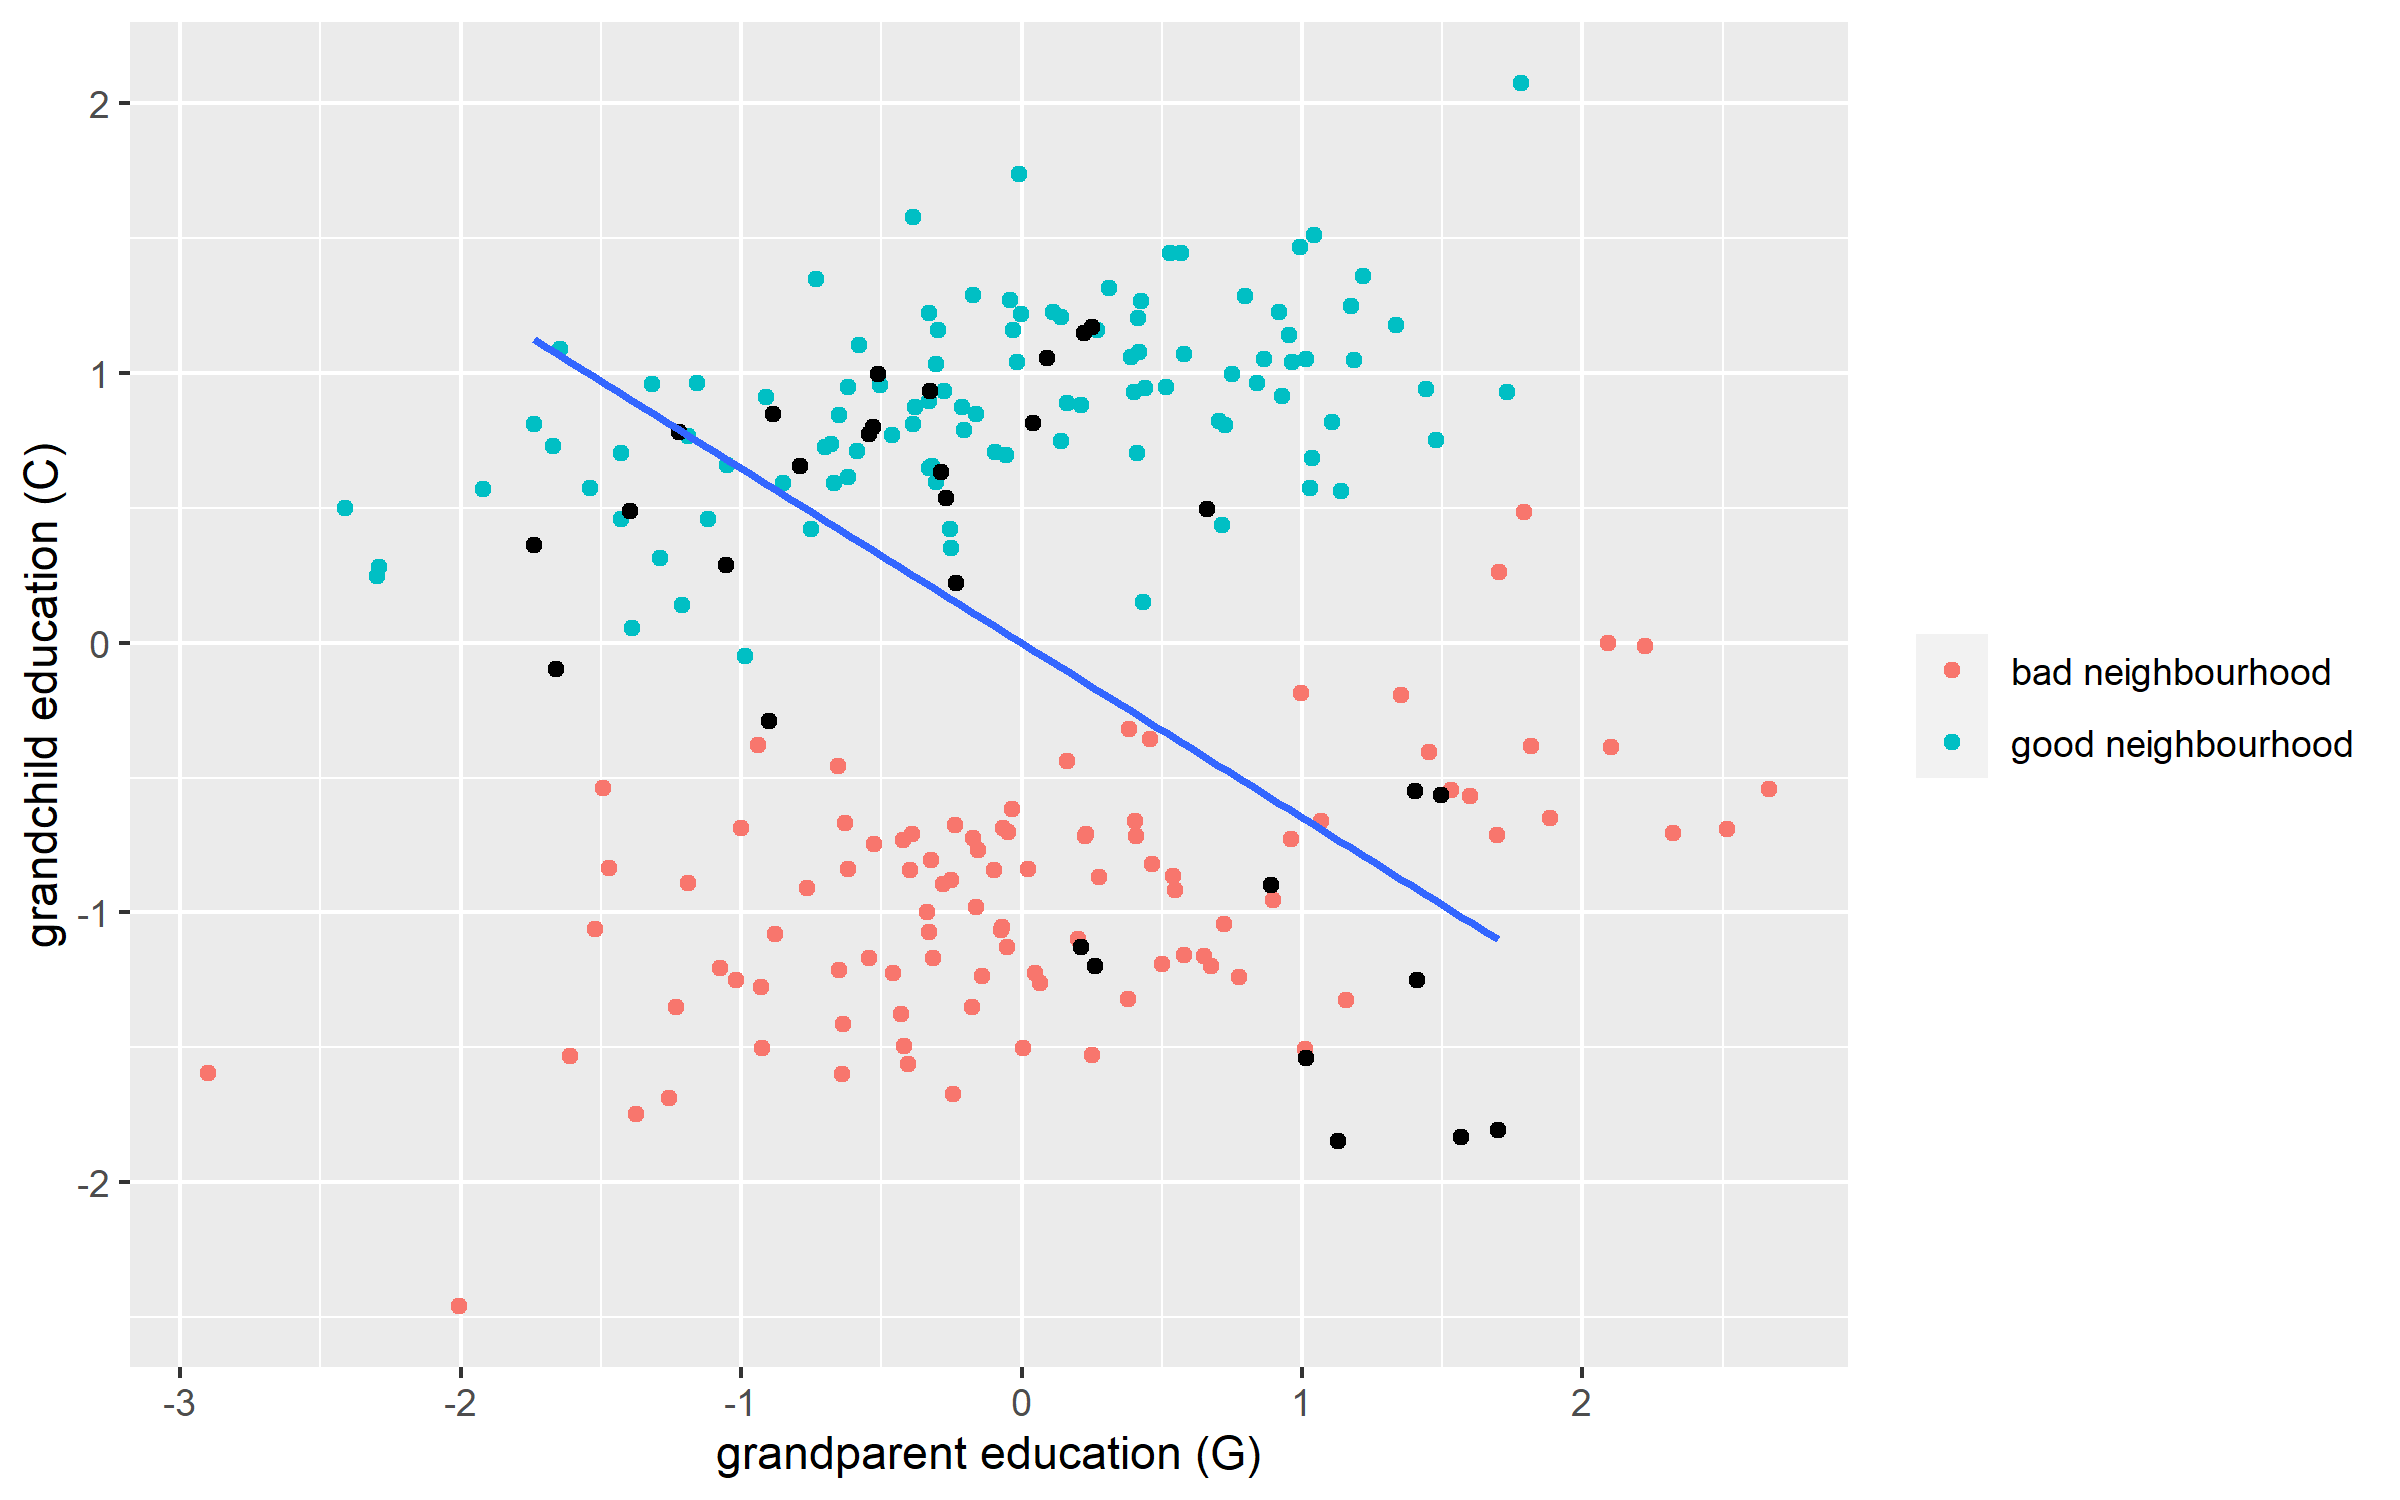 2
1
0
-1
-2
grandchild education (C)
-3 -2 -1 0 1 2
grandparent education (G)
bad neighbourhood
good neighbourhood